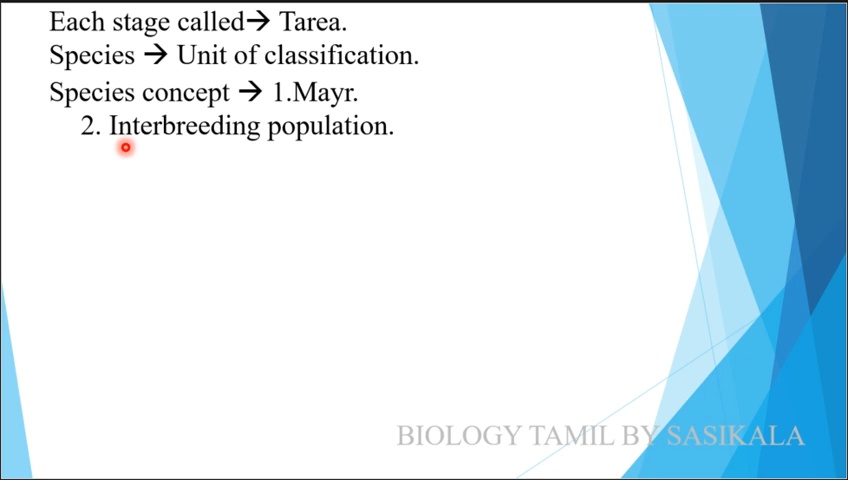 Each stage called→ Tarea.
Species → Unit of classification.
Species concept → 1.Mayr.
2. Interbreeding population.
BIOLOGY TAMIL BY SASIKALA